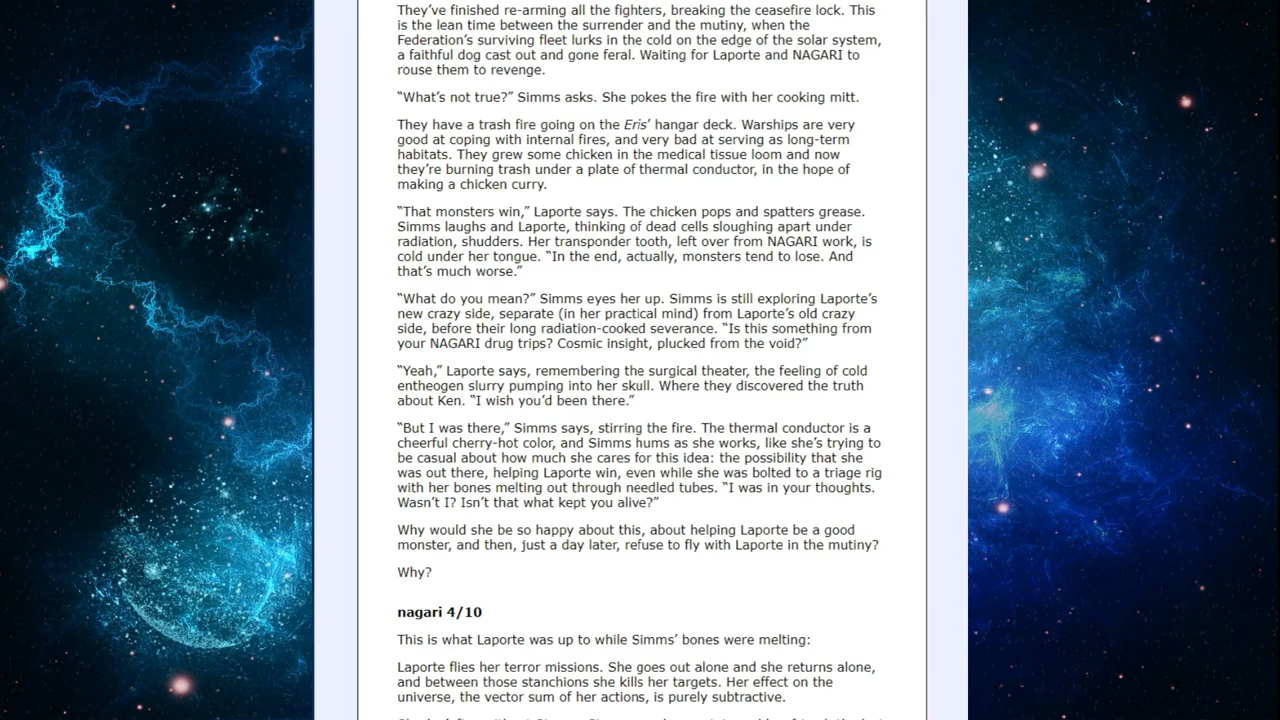 They’ve finished re-arming all the fighters, breaking the ceasefire lock. This
is the lean time between the surrender and the mutiny, when the
Federation’s surviving fleet lurks in the cold on the edge of the solar system,
a faithful dog cast out and gone feral. Waiting for Laporte and NAGARI to
rouse them to revenge.
“What’s not true?” Simms asks. She pokes the fire with her cooking mitt.
They have a trash fire going on the Eris’ hangar deck. Warships are very
good at coping with internal fires, and very bad at serving as long-term
habitats. They grew some chicken in the medical tissue loom and now
they’re burning trash under a plate of thermal conductor, in the hope of
making a chicken curry.
“That monsters win,” Laporte says. The chicken pops and spatters grease.
Simms laughs and Laporte, thinking of dead cells sloughing apart under
radiation, shudders. Her transponder tooth, left over from NAGARI work, is
cold under her tongue. “In the end, actually, monsters tend to lose. And
that’s much worse.”
“What do you mean?” Simms eyes her up. Simms is still exploring Laporte’s
new crazy side, separate (in her practical mind) from Laporte’s old crazy
side, before their long radiation-cooked severance. “Is this something from
your NAGARI drug trips? Cosmic insight, plucked from the void?”
“Yeah,” Laporte says, remembering the surgical theater, the feeling of cold
entheogen slurry pumping into her skull. Where they discovered the truth
about Ken. “I wish you’d been there.”
“But I was there,” Simms says, stirring the fire. The thermal conductor is a
cheerful cherry-hot color, and Simms hums as she works, like she’s trying to
be casual about how much she cares for this idea: the possibility that she
was out there, helping Laporte win, even while she was bolted to a triage rig
with her bones melting out through needled tubes. “I was in your thoughts.
Wasn’t I? Isn’t that what kept you alive?”
Why would she be so happy about this, about helping Laporte be a good
monster, and then, just a day later, refuse to fly with Laporte in the mutiny?
Why?
nagari 4/10
This is what Laporte was up to while Simms’ bones were melting:
Laporte flies her terror missions. She goes out alone and she returns alone,
and between those stanchions she kills her targets. Her effect on the
universe, the vector sum of her actions, is purely subtractive.